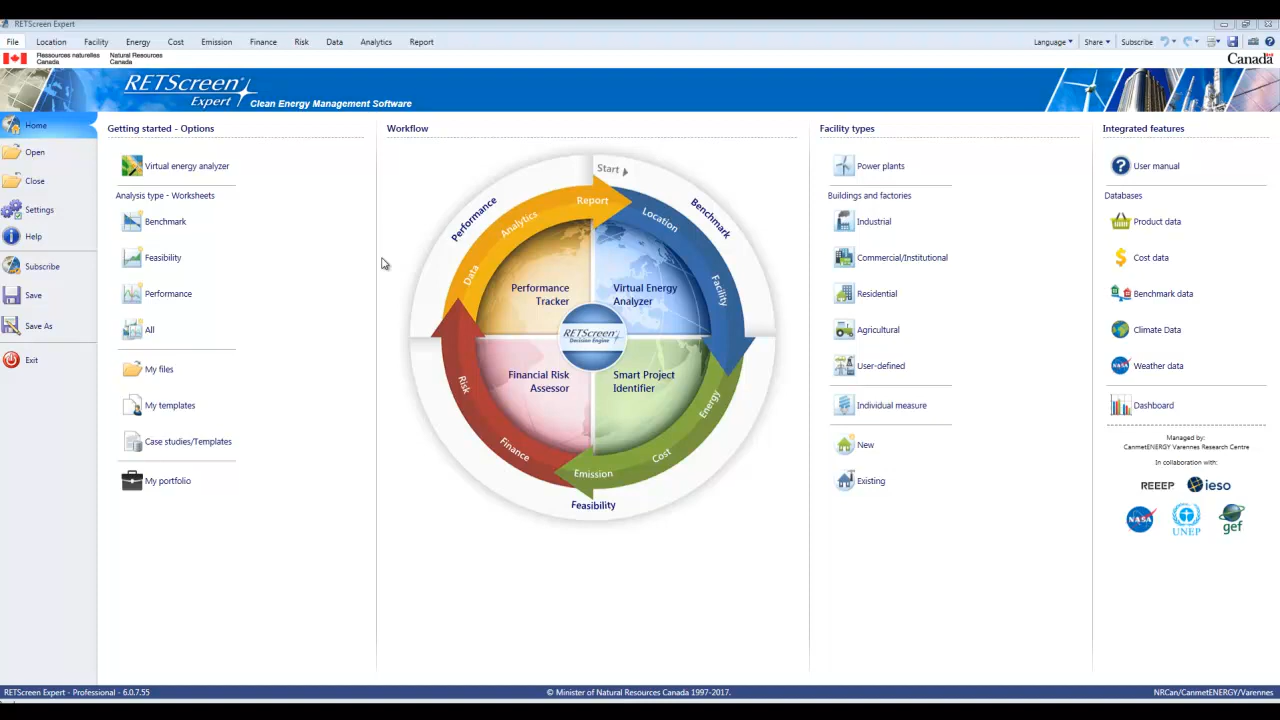 RETScreen Expert
File Location Facility Energy Cost Emission Finance Risk Data Analytics Report
Language Share Subscribe
Ressources naturelles Canada
Natural Resources Canada
Canada
RETScreen®
Expert Clean Energy Management Software
Home
Open
Close
Settings
Help
Subscribe
Save
Save As
Exit
Getting started - Options
Virtual energy analyzer
Analysis type - Worksheets
Benchmark
Feasibility
Performance
All
My files
My templates
Case studies/Templates
My portfolio
Workflow
Start
Performance
Benchmark
Feasibility
Report
Location
Facility
Energy
Cost
Emission
Finance
Risk
Data
Analytics
Performance
Tracker
Virtual Energy
Analyzer
RETScreen®
Decision Engine
Financial Risk
Assessor
Smart Project
Identifier
Facility types
Power plants
Buildings and factories
Industrial
Commercial/Institutional
Residential
Agricultural
User-defined
Individual measure
New
Existing
Integrated features
User manual
Databases
Product data
Cost data
Benchmark data
Climate Data
NASA
Weather data
Dashboard
Managed by:
CanmetENERGY Varennes Research Centre
In collaboration with:
REEEP ieso
NASA UNEP gef
RETScreen Expert - Professional - 6.0.7.55
© Minister of Natural Resources Canada 1997-2017.
NRCan/CanmetENERGY/Varennes